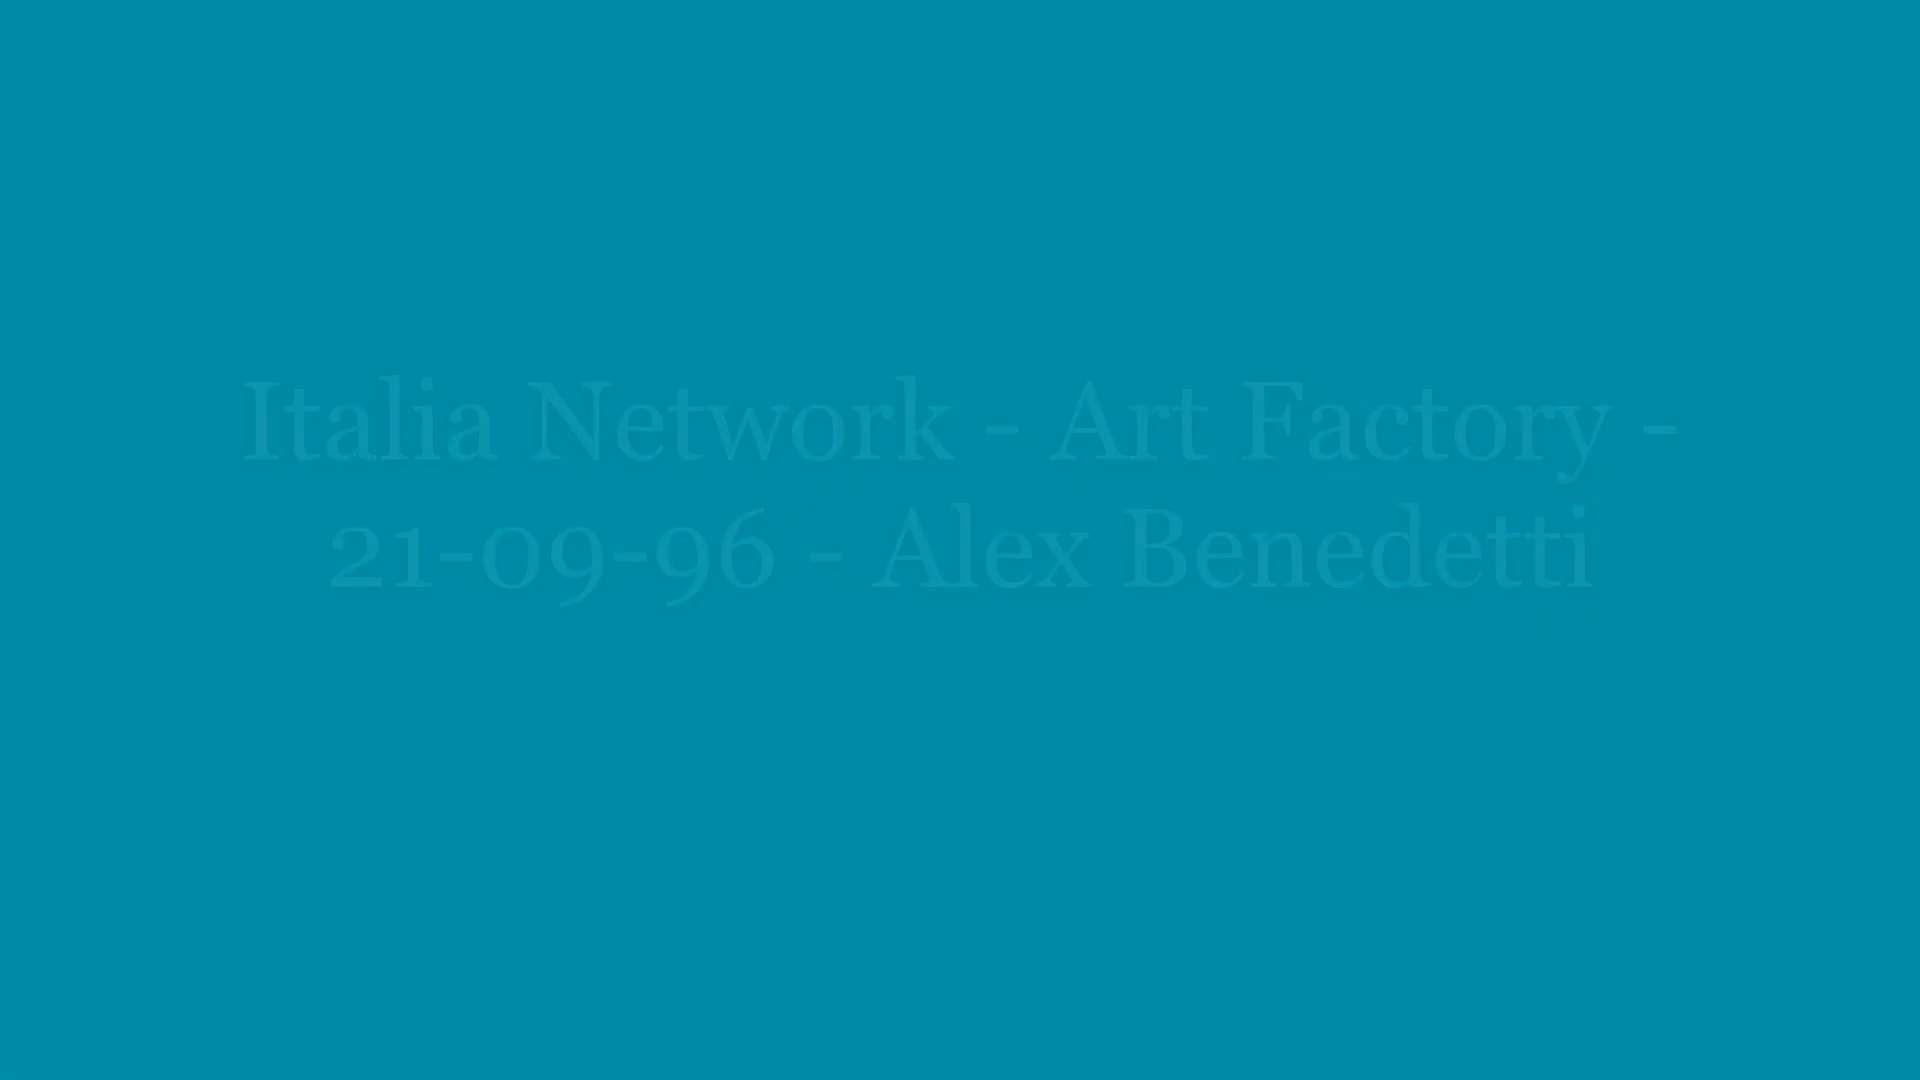 Italia Network - Art Factory -
21-09-96 - Alex Benedetti